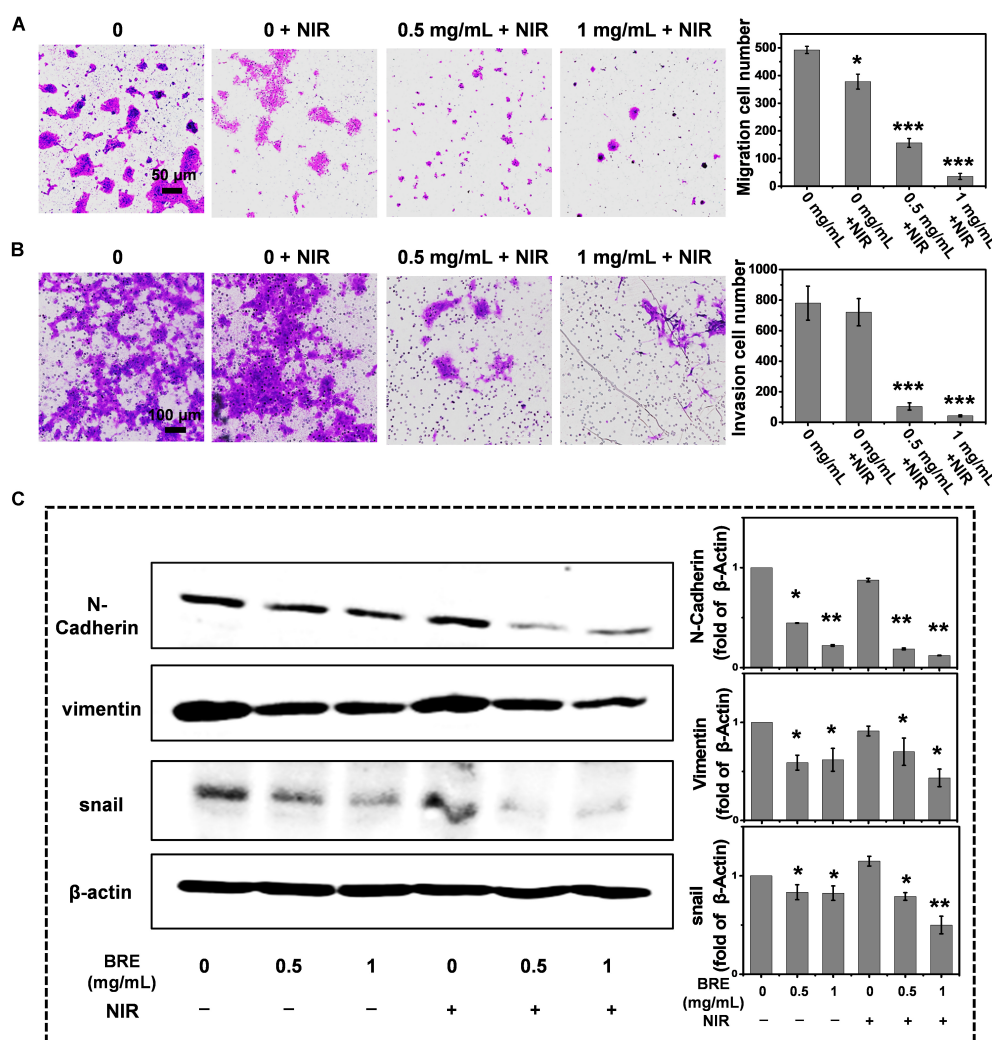 A
0
0 + NIR
0.5 mg/mL + NIR
1 mg/mL + NIR
50 μm
Migration cell number
500
400
300
200
100
0
*
***
***
0 mg/mL
0 mg/mL
+NIR
0.5 mg/mL
+NIR
1 mg/mL
+NIR
B
0
0 + NIR
0.5 mg/mL + NIR
1 mg/mL + NIR
100 μm
Invasion cell number
1000
800
600
400
200
0
***
***
0 mg/mL
0 mg/mL
+NIR
0.5 mg/mL
+NIR
1 mg/mL
+NIR
C
N-
Cadherin
vimentin
snail
β-actin
BRE
(mg/mL)
0
0.5
1
0
0.5
1
NIR
–
–
–
+
+
+
N-Cadherin
(fold of β-Actin)
1
0
*
**
**
**
Vimentin
(fold of β-Actin)
1
0
*
*
*
*
snail
(fold of β-Actin)
1
0
*
*
*
**
BRE
(mg/mL)
0
0.5
1
0
0.5
1
NIR
–
–
–
+
+
+